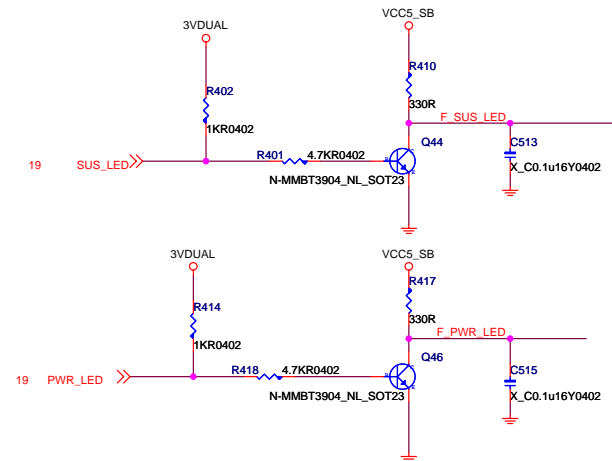 VCC5_SB
3VDUAL
R410
R402
330R
F_SUS_LED
1KR0402
Q44
C513
R401 4.7KR0402
19 SUS_LED
X_C0.1u16Y0402
N-MMBT3904_NL_SOT23
3VDUAL
VCC5_SB
R417
R414
330R
F_PWR_LED
1KR0402
Q46
R418 4.7KR0402
C515
19 PWR_LED
X_C0.1u16Y0402
N-MMBT3904_NL_SOT23